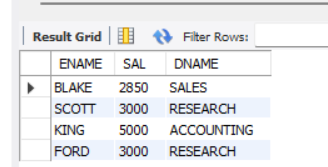 Result Grid Filter Rows:
ENAME SAL DNAME
BLAKE 2850 SALES
SCOTT 3000 RESEARCH
KING 5000 ACCOUNTING
FORD 3000 RESEARCH